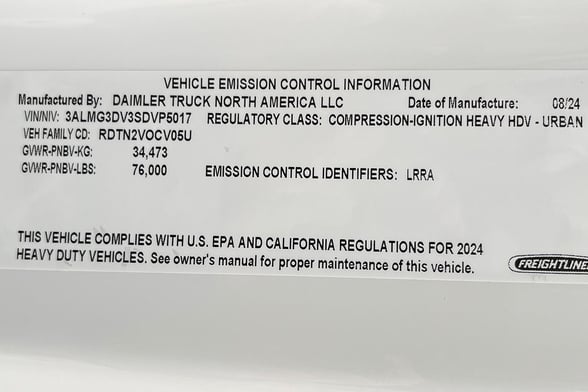 VEHICLE EMISSION CONTROL INFORMATION
Manufactured By: DAIMLER TRUCK NORTH AMERICA LLC Date of Manufacture: 08/24
VIN/NIV: 3ALMG3DV3SDVP5017 REGULATORY CLASS: COMPRESSION-IGNITION HEAVY HDV - URBAN
VEH FAMILY CD: RDTN2VOCV05U
GVWR-PNBV-KG: 34,473
GVWR-PNBV-LBS: 76,000 EMISSION CONTROL IDENTIFIERS: LRRA
THIS VEHICLE COMPLIES WITH U.S. EPA AND CALIFORNIA REGULATIONS FOR 2024
HEAVY DUTY VEHICLES. See owner's manual for proper maintenance of this vehicle.
FREIGHTLINE